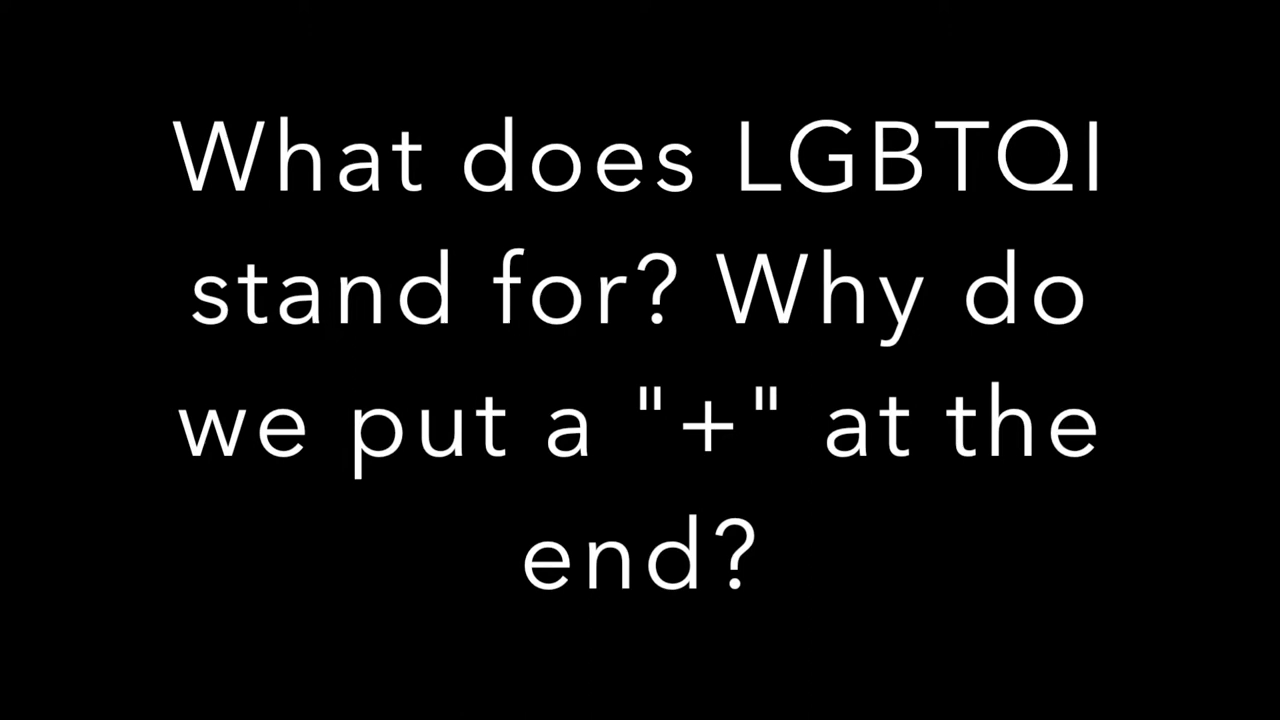 What does LGBTQI
stand for? Why do
we put a "+" at the
end?